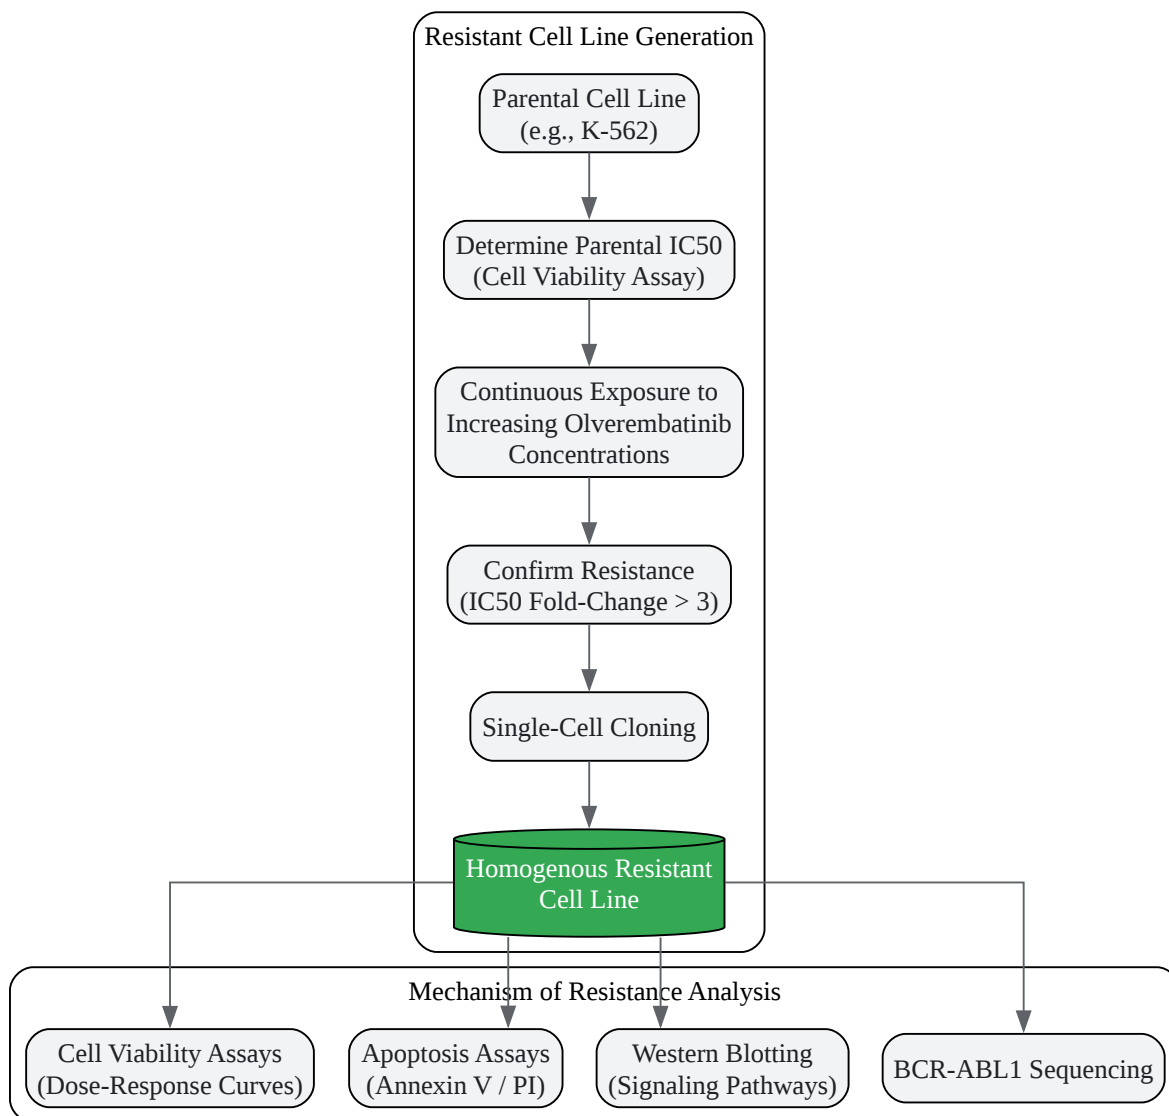 Resistant Cell Line Generation
Parental Cell Line
(e.g., K-562)
Determine Parental IC50
(Cell Viability Assay)
Continuous Exposure to
Increasing Olverembatinib
Concentrations
Confirm Resistance
(IC50 Fold-Change > 3)
Single-Cell Cloning
Homogenous Resistant
Cell Line
Mechanism of Resistance Analysis
Cell Viability Assays
(Dose-Response Curves)
Apoptosis Assays
(Annexin V / PI)
Western Blotting
(Signaling Pathways)
BCR-ABL1 Sequencing